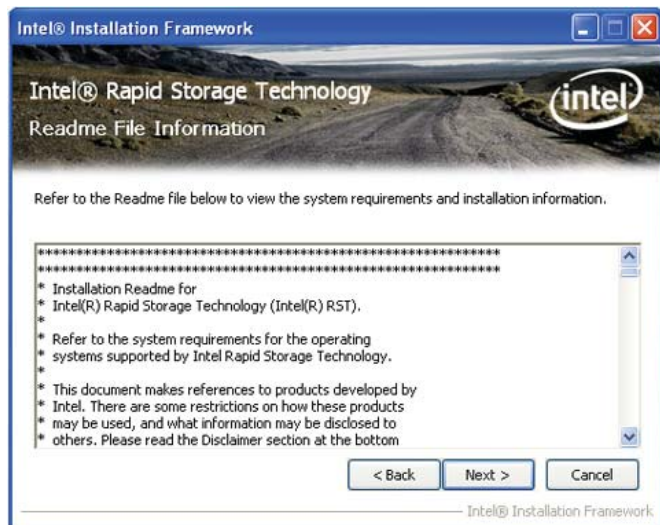 Intel® Installation Framework
Intel® Rapid Storage Technology
Readme File Information
intel
Refer to the Readme file below to view the system requirements and installation information.
************************************************************
************************************************************
* Installation Readme for
* Intel(R) Rapid Storage Technology (Intel(R) RST).
*
* Refer to the system requirements for the operating
* systems supported by Intel Rapid Storage Technology.
*
* This document makes references to products developed by
* Intel. There are some restrictions on how these products
* may be used, and what information may be disclosed to
* others. Please read the Disclaimer section at the bottom
< Back Next > Cancel
Intel® Installation Framework